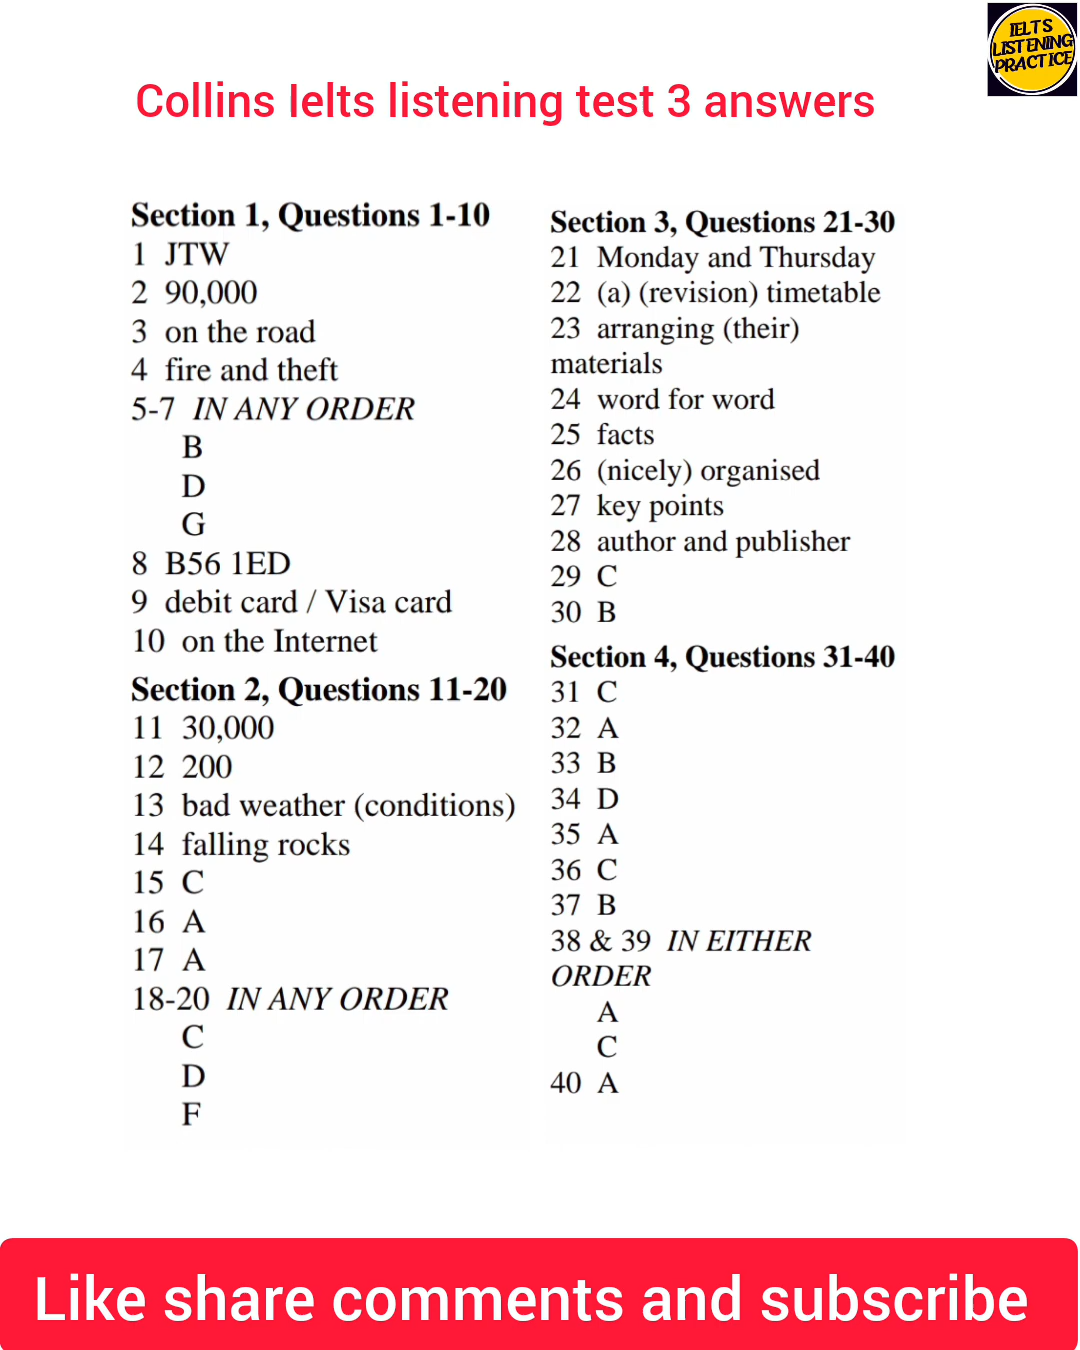 IELTS
LISTENING
PRACTICE
Collins Ielts listening test 3 answers
Section 1, Questions 1-10
1 JTW
2 90,000
3 on the road
4 fire and theft
5-7 IN ANY ORDER
B
D
G
8 B56 1ED
9 debit card / Visa card
10 on the Internet
Section 2, Questions 11-20
11 30,000
12 200
13 bad weather (conditions)
14 falling rocks
15 C
16 A
17 A
18-20 IN ANY ORDER
C
D
F
Section 3, Questions 21-30
21 Monday and Thursday
22 (a) (revision) timetable
23 arranging (their)
materials
24 word for word
25 facts
26 (nicely) organised
27 key points
28 author and publisher
29 C
30 B
Section 4, Questions 31-40
31 C
32 A
33 B
34 D
35 A
36 C
37 B
38 & 39 IN EITHER
ORDER
A
C
40 A
Like share comments and subscribe